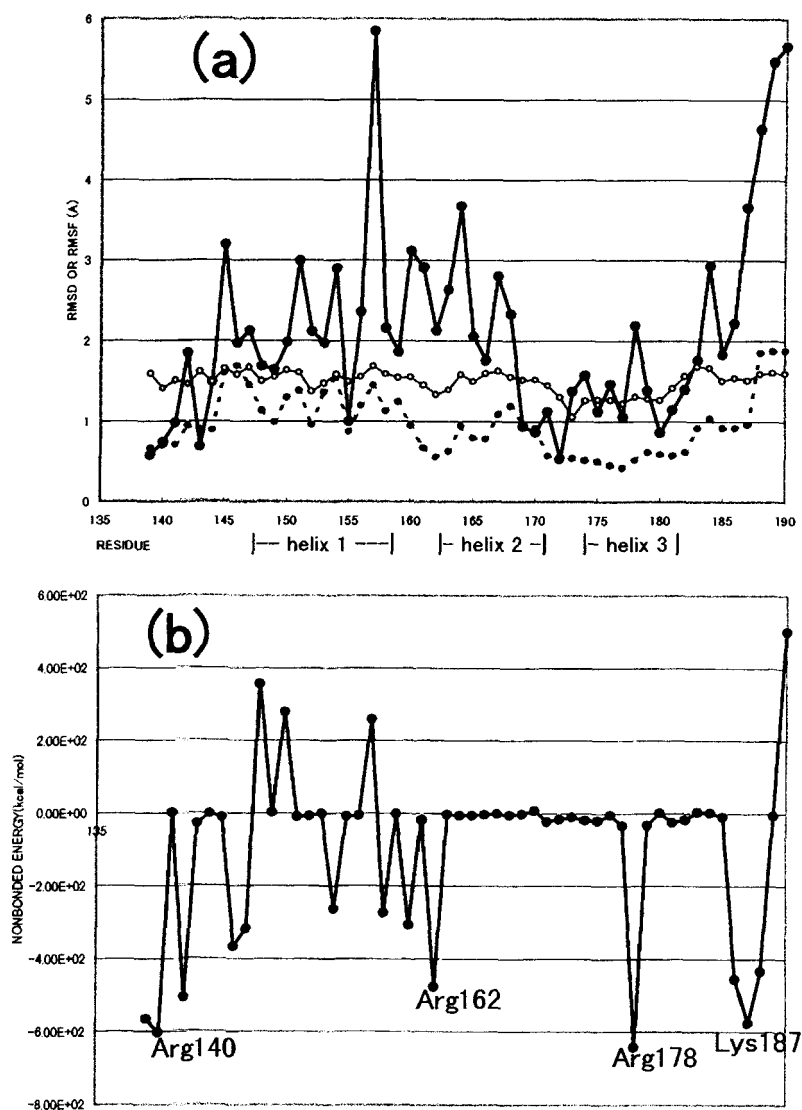 (a)
6
5
4
3
2
1
0
RMSD OR RMSF (A)
135 140 145 150 155 160 165 170 175 180 185 190
RESIDUE |--- helix 1 ---| |- helix 2 -| |- helix 3 -|
(b)
6.00E+02
4.00E+02
2.00E+02
0.00E+00
135
-2.00E+02
-4.00E+02
-6.00E+02
-8.00E+02
NONBONDED ENERGY(kcal/mol)
Arg162
Arg140
Arg178
Lys187